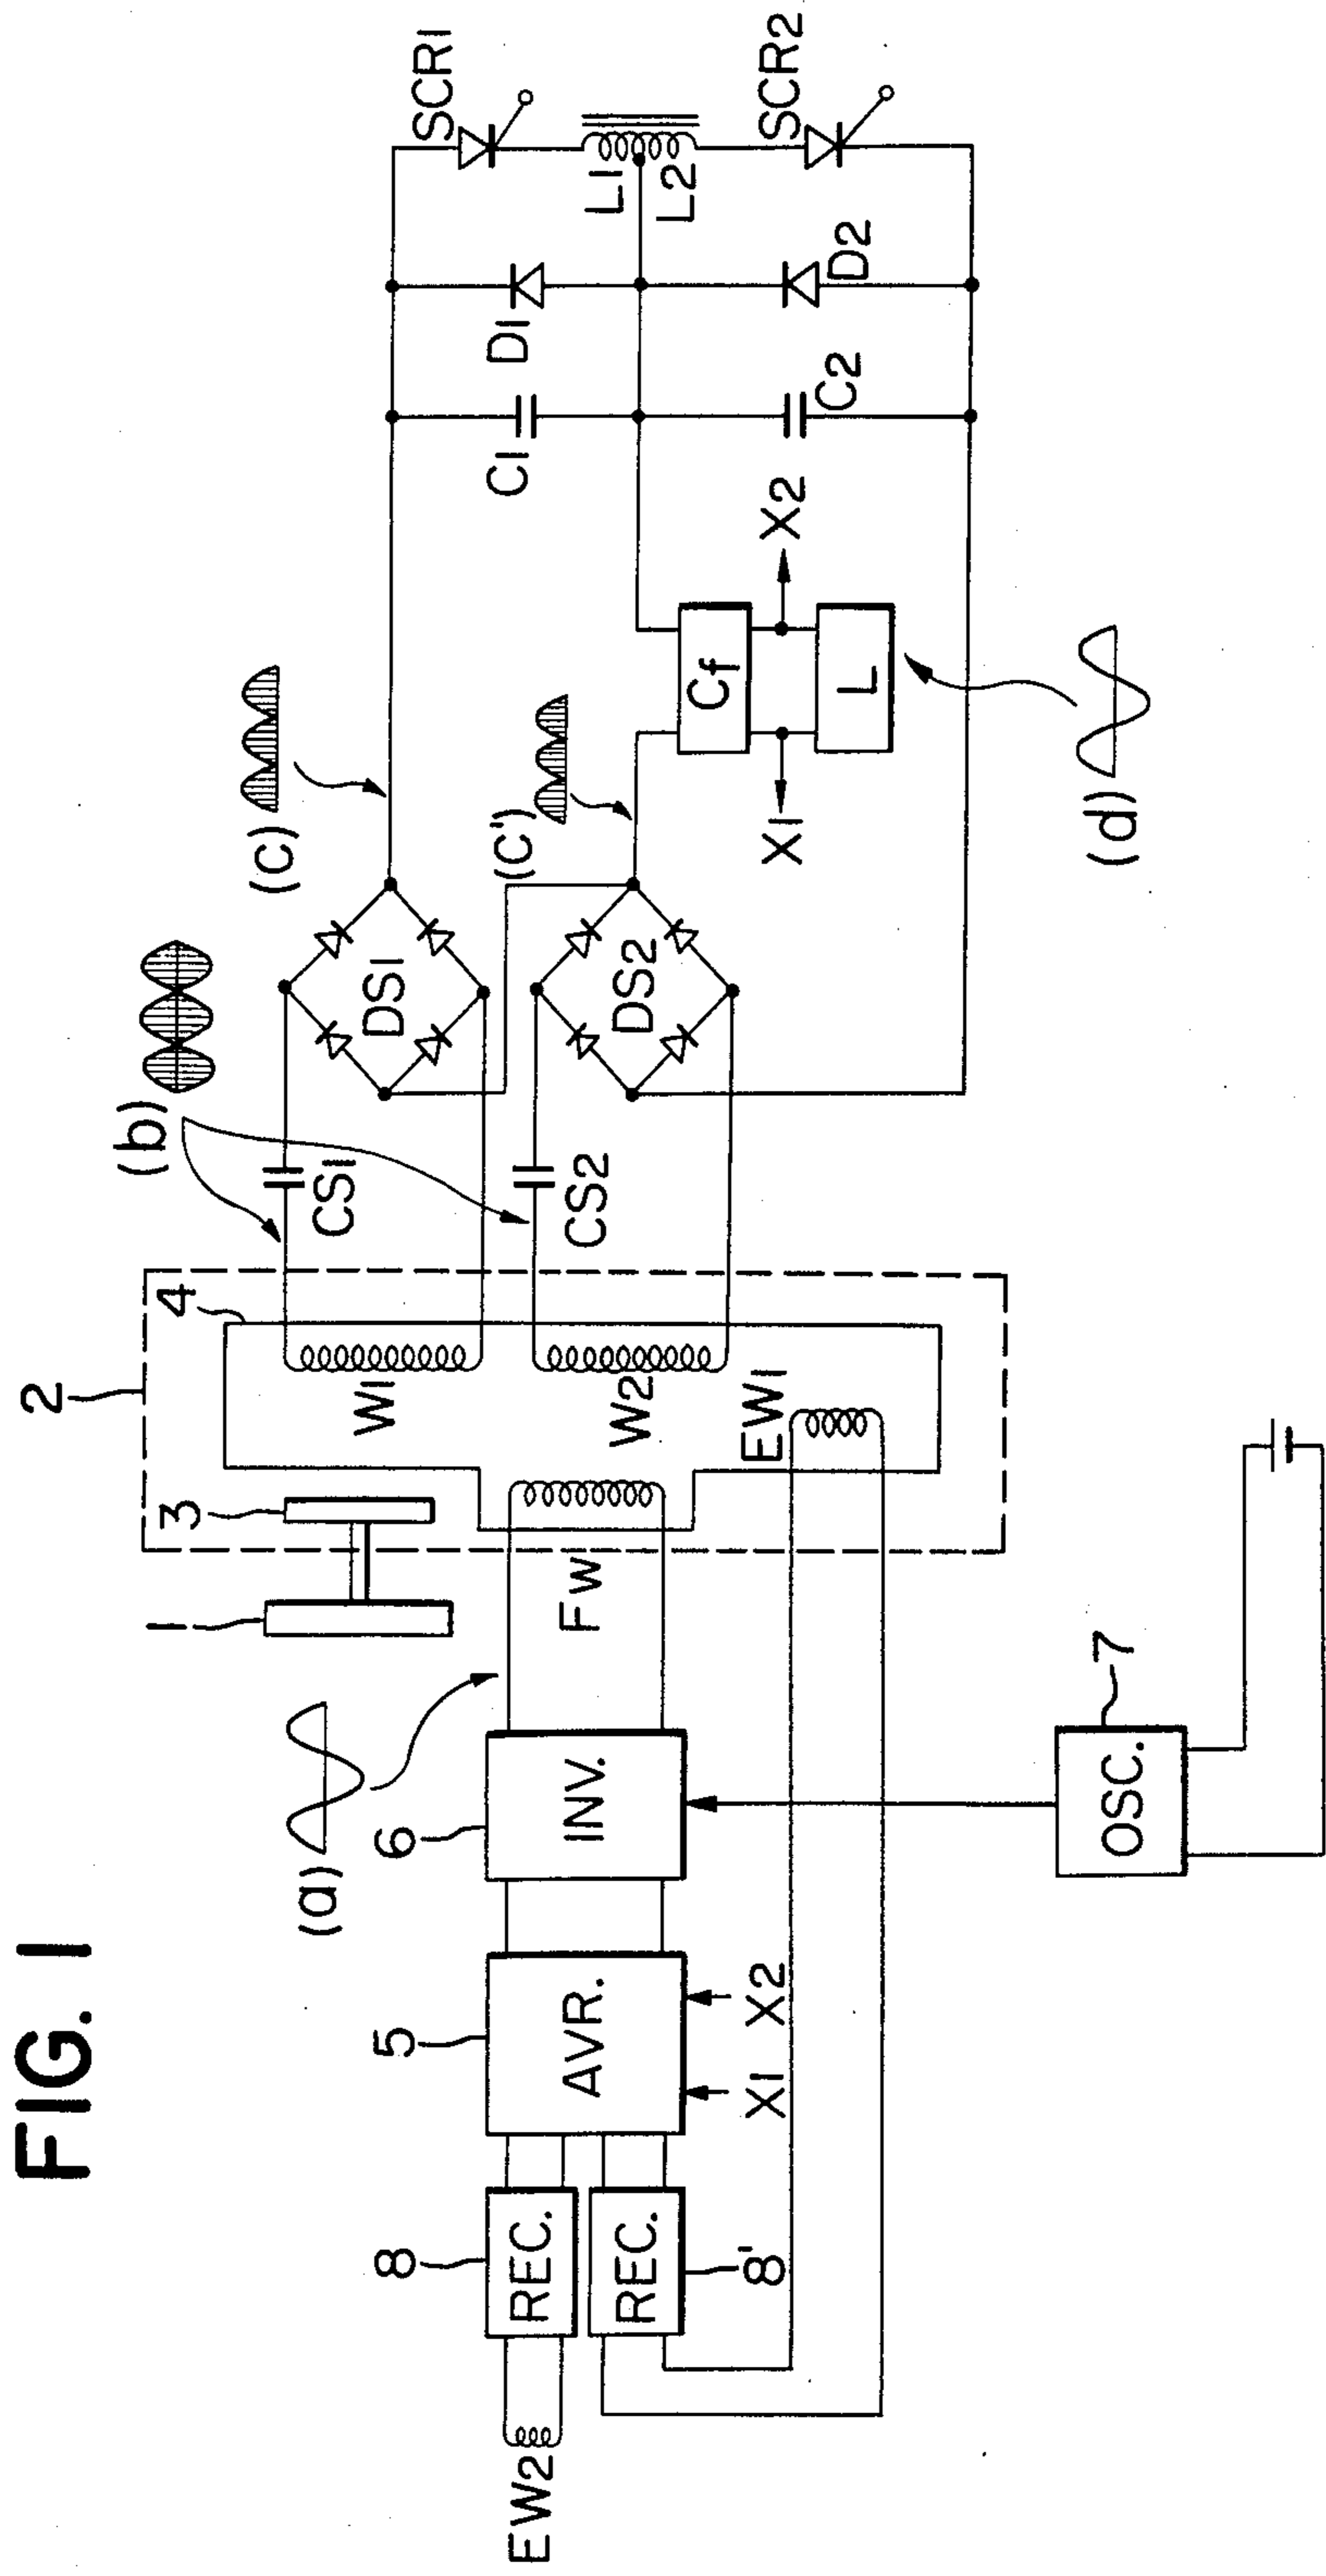 FIG. 1
EW2
8
REC.
REC.
8'
5
AVR.
X1
X2
(a)
6
INV.
OSC.
7
1
Fw
3
2
4
W1
W2
EW1
(b)
CS1
CS2
DS1
DS2
(C)
(C')
X1
X2
Cf
L
(d)
C1
C2
D1
D2
L1
L2
SCR1
SCR2